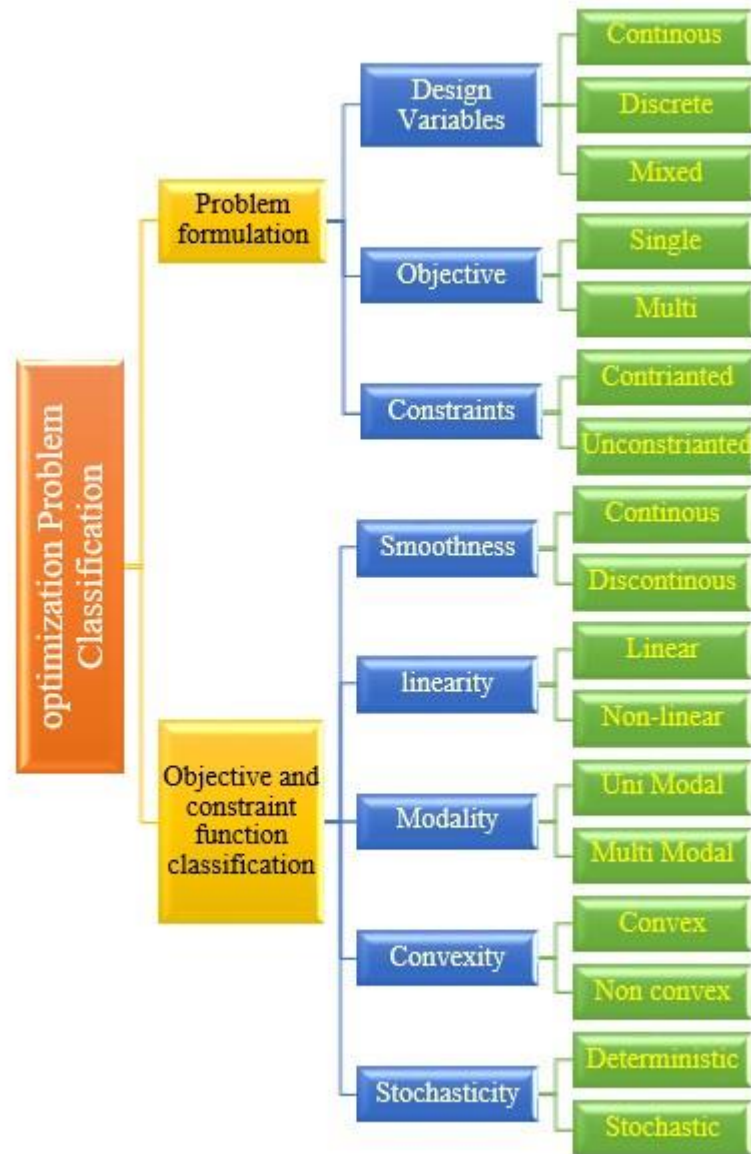 optimization Problem
Classification
Problem
formulation
Design
Variables
Continous
Discrete
Mixed
Objective
Single
Multi
Constraints
Contrianted
Unconstrianted
Objective and
constraint
function
classification
Smoothness
Continous
Discontinous
linearity
Linear
Non-linear
Modality
Uni Modal
Multi Modal
Convexity
Convex
Non convex
Stochasticity
Deterministic
Stochastic